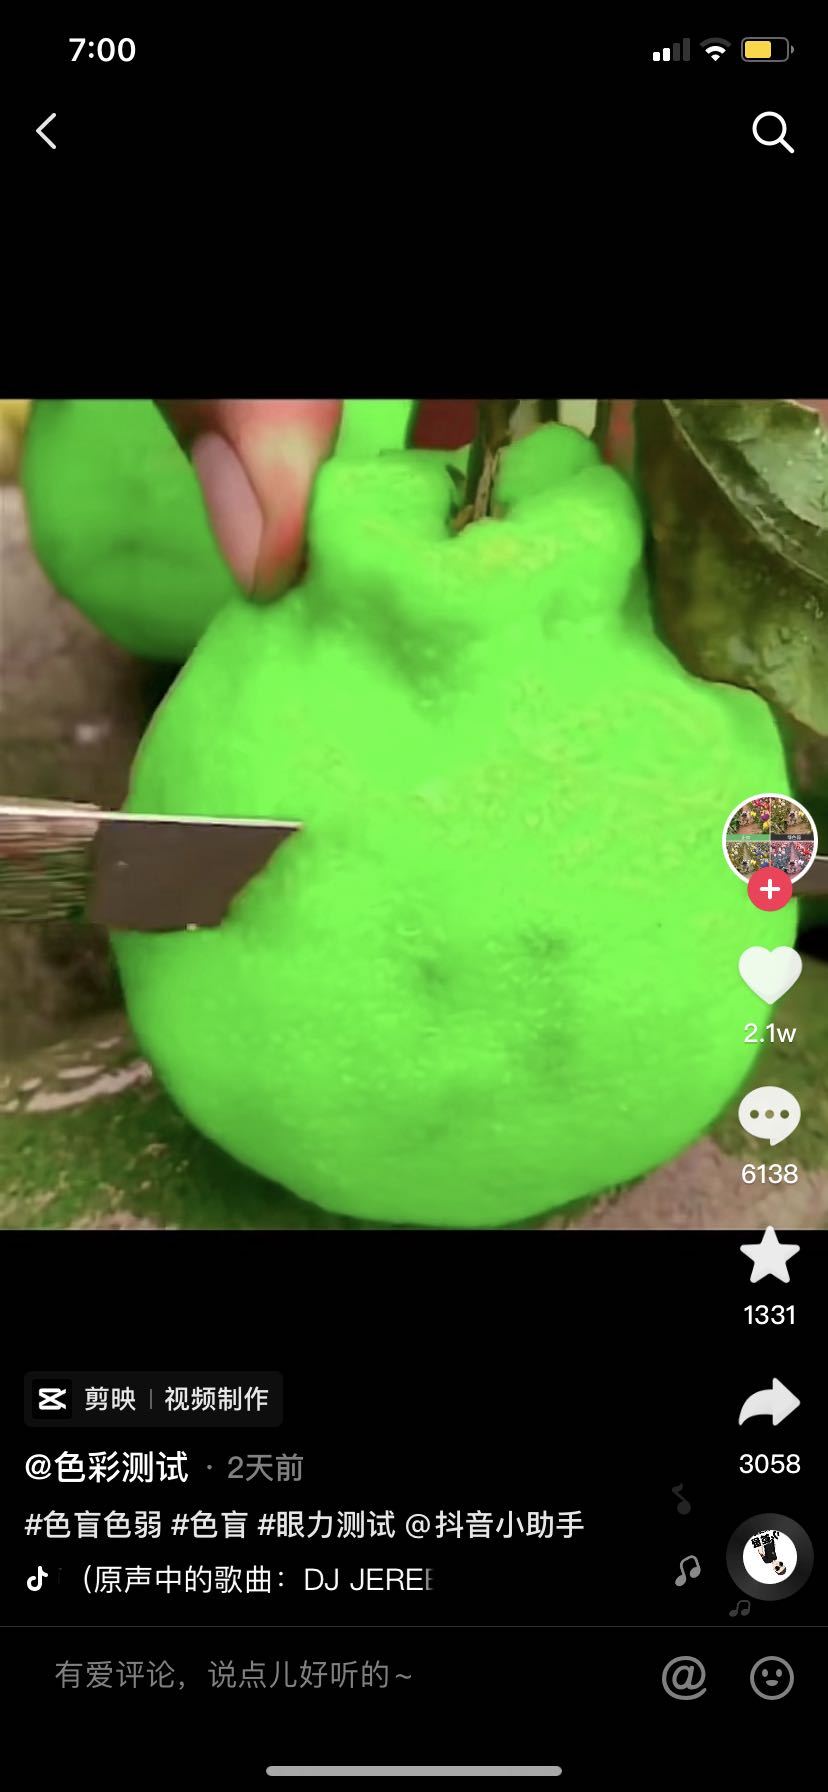 7:00
2.1w
6138
1331
3058
剪映 | 视频制作
@色彩测试 · 2天前
#色盲色弱 #色盲 #眼力测试 @抖音小助手
（原声中的歌曲：DJ JEREE
有爱评论，说点儿好听的~